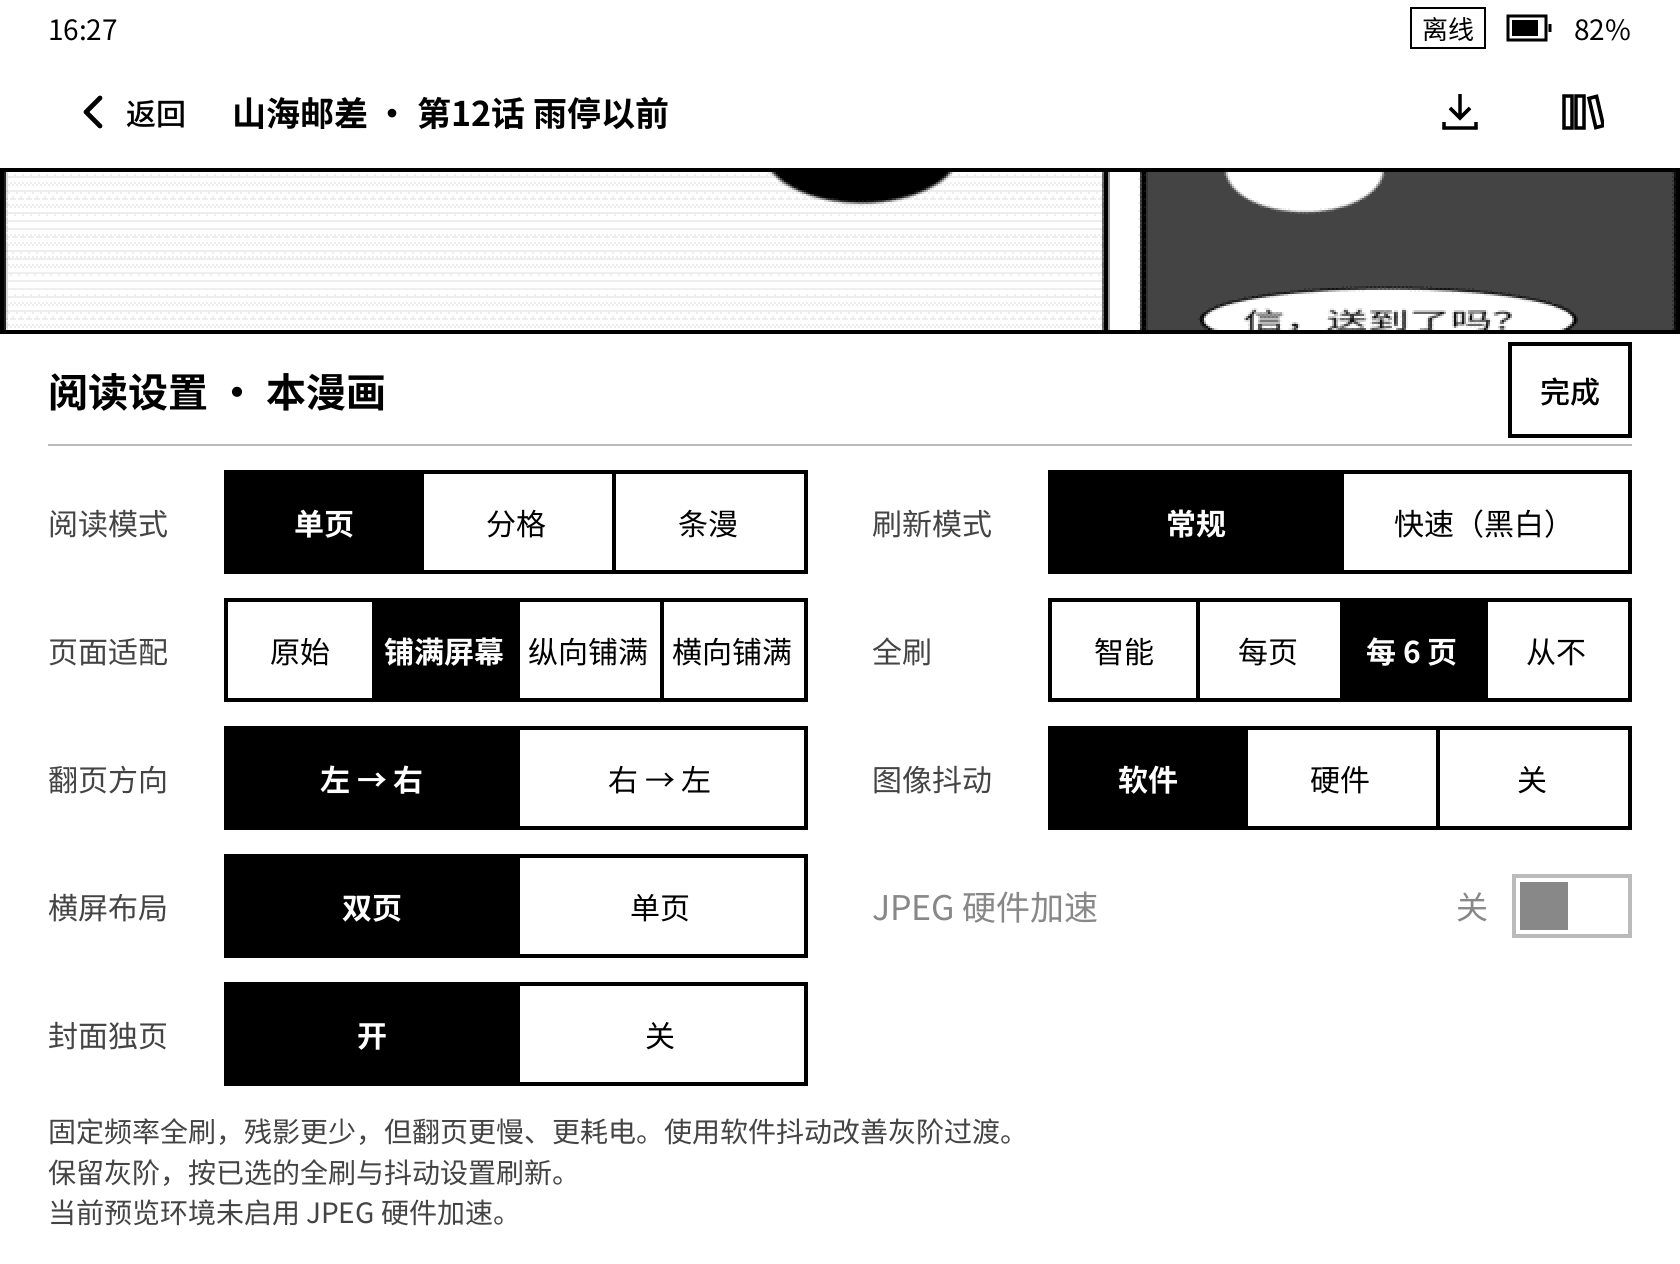 16:27
离线 82%
返回 山海邮差 · 第12话 雨停以前
信，送到了吗？
阅读设置 · 本漫画 完成
阅读模式 单页 分格 条漫
刷新模式 常规 快速（黑白）
页面适配 原始 铺满屏幕 纵向铺满 横向铺满
全刷 智能 每页 每 6 页 从不
翻页方向 左 → 右 右 → 左
图像抖动 软件 硬件 关
横屏布局 双页 单页
JPEG 硬件加速 关
封面独页 开 关
固定频率全刷，残影更少，但翻页更慢、更耗电。使用软件抖动改善灰阶过渡。
保留灰阶，按已选的全刷与抖动设置刷新。
当前预览环境未启用 JPEG 硬件加速。